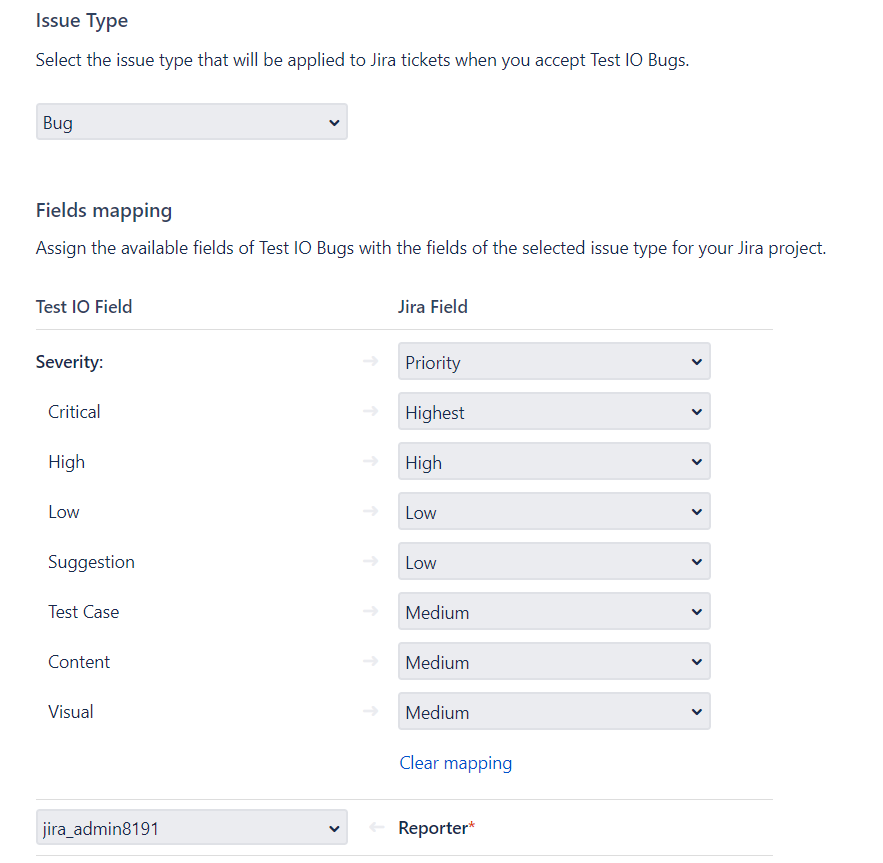 Issue Type
Select the issue type that will be applied to Jira tickets when you accept Test IO Bugs.
Bug
Fields mapping
Assign the available fields of Test IO Bugs with the fields of the selected issue type for your Jira project.
Test IO Field Jira Field
Severity: → Priority
Critical → Highest
High → High
Low → Low
Suggestion → Low
Test Case → Medium
Content → Medium
Visual → Medium
Clear mapping
jira_admin8191 ← Reporter*